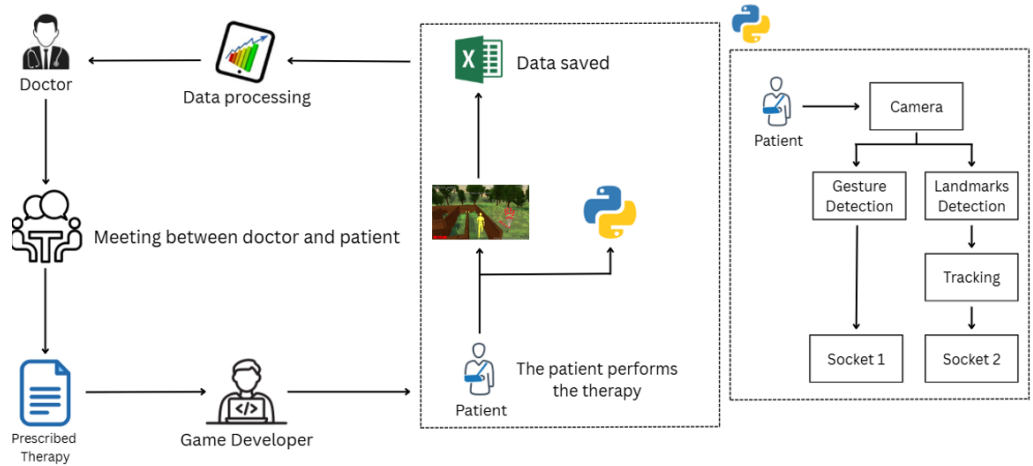 Doctor
Data processing
X
Data saved
Meeting between doctor and patient
Prescribed
Therapy
</>
Game Developer
Patient
The patient performs
the therapy
Patient
Camera
Gesture
Detection
Landmarks
Detection
Tracking
Socket 1
Socket 2